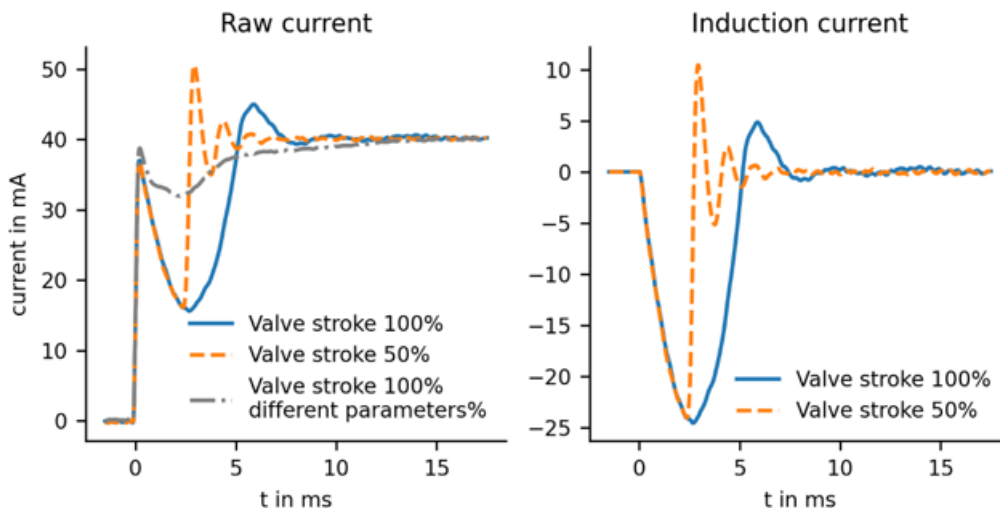 Raw current
current in mA
50
40
30
20
10
0
Valve stroke 100%
Valve stroke 50%
Valve stroke 100%
different parameters%
0
5
10
15
t in ms
Induction current
10
5
0
−5
−10
−15
−20
−25
Valve stroke 100%
Valve stroke 50%
0
5
10
15
t in ms